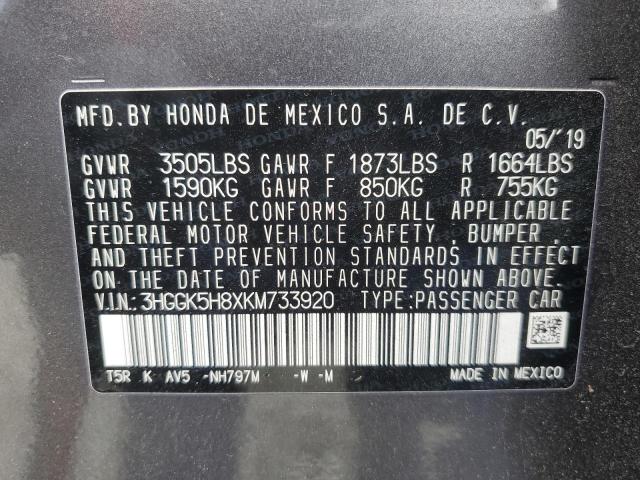 MFD.BY HONDA DE MEXICO S.A. DE C.V.
05/'19
GVWR 3505LBS GAWR F 1873LBS R 1664LBS
GVWR 1590KG GAWR F 850KG R 755KG
THIS VEHICLE CONFORMS TO ALL APPLICABLE
FEDERAL MOTOR VEHICLE SAFETY, BUMPER,
AND THEFT PREVENTION STANDARDS IN EFFECT
ON THE DATE OF MANUFACTURE SHOWN ABOVE.
V.I.N.:3HGGK5H8XKM733920 TYPE:PASSENGER CAR
T5R K AV5 -NH797M -W -M MADE IN MEXICO